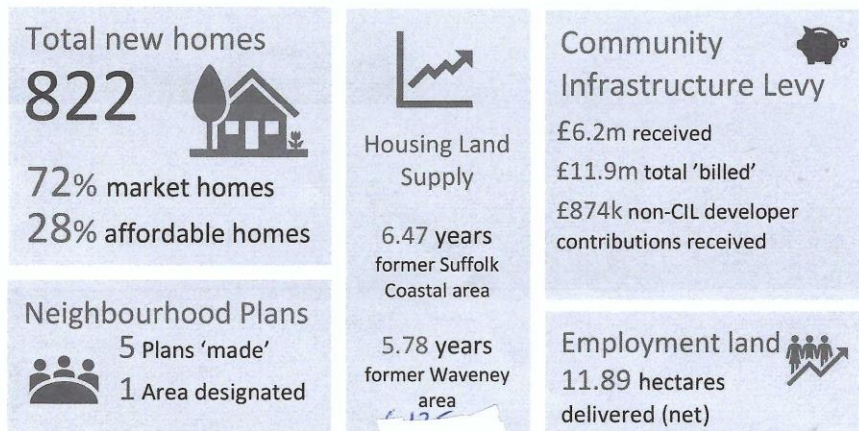 Total new homes
822
72% market homes
28% affordable homes
Neighbourhood Plans
5 Plans ‘made’
1 Area designated
Housing Land
Supply
6.47 years
former Suffolk
Coastal area
5.78 years
former Waveney
area
Community
Infrastructure Levy
£6.2m received
£11.9m total ‘billed’
£874k non-CIL developer
contributions received
Employment land
11.89 hectares
delivered (net)